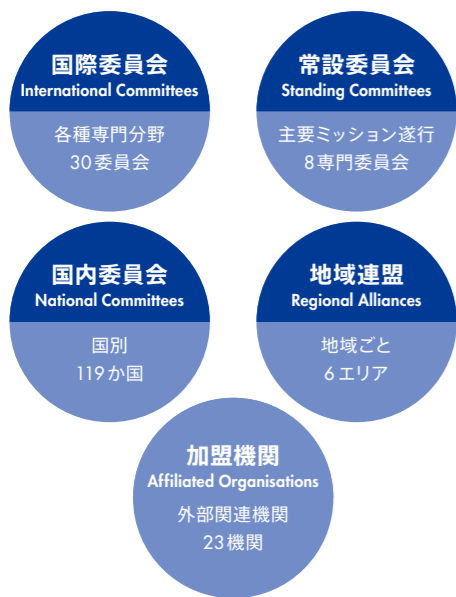 国際委員会
International Committees
各種専門分野
30委員会
常設委員会
Standing Committees
主要ミッション遂行
8専門委員会
国内委員会
National Committees
国別
119か国
地域連盟
Regional Alliances
地域ごと
6エリア
加盟機関
Affiliated Organisations
外部関連機関
23機関